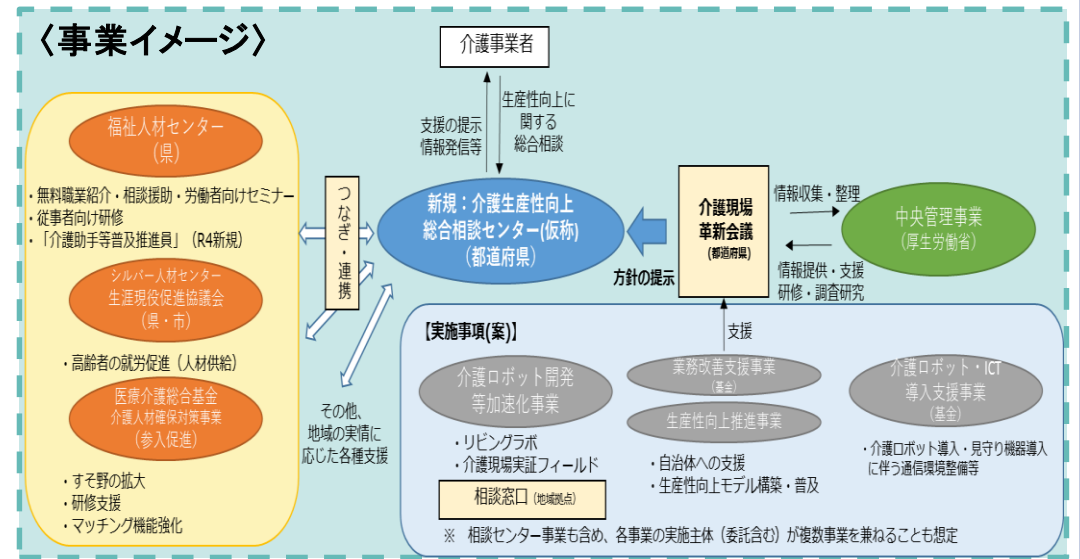 〈事業イメージ〉
介護事業者
支援の提示
情報発信等
生産性向上に
関する
総合相談
福祉人材センター
（県）
・無料職業紹介・相談援助・労働者向けセミナー
・従事者向け研修
・「介護助手等普及推進員」（R4新規）
シルバー人材センター
生涯現役促進協議会
（県・市）
・高齢者の就労促進（人材供給）
医療介護総合基金
介護人材確保対策事業
（参入促進）
・すそ野の拡大
・研修支援
・マッチング機能強化
つなぎ・連携
その他、
地域の実情に
応じた各種支援
新規：介護生産性向上
総合相談センター(仮称)
（都道府県）
方針の提示
介護現場
革新会議
(都道府県)
情報収集・整理
情報提供・支援
研修・調査研究
中央管理事業
（厚生労働省）
支援
【実施事項(案)】
介護ロボット開発
等加速化事業
・リビングラボ
・介護現場実証フィールド
相談窓口（地域拠点）
業務改善支援事業
（基金）
生産性向上推進事業
・自治体への支援
・生産性向上モデル構築・普及
介護ロボット・ICT
導入支援事業
（基金）
・介護ロボット導入・見守り機器導入
に伴う通信環境整備等
※　相談センター事業も含め、各事業の実施主体（委託含む）が複数事業を兼ねることも想定